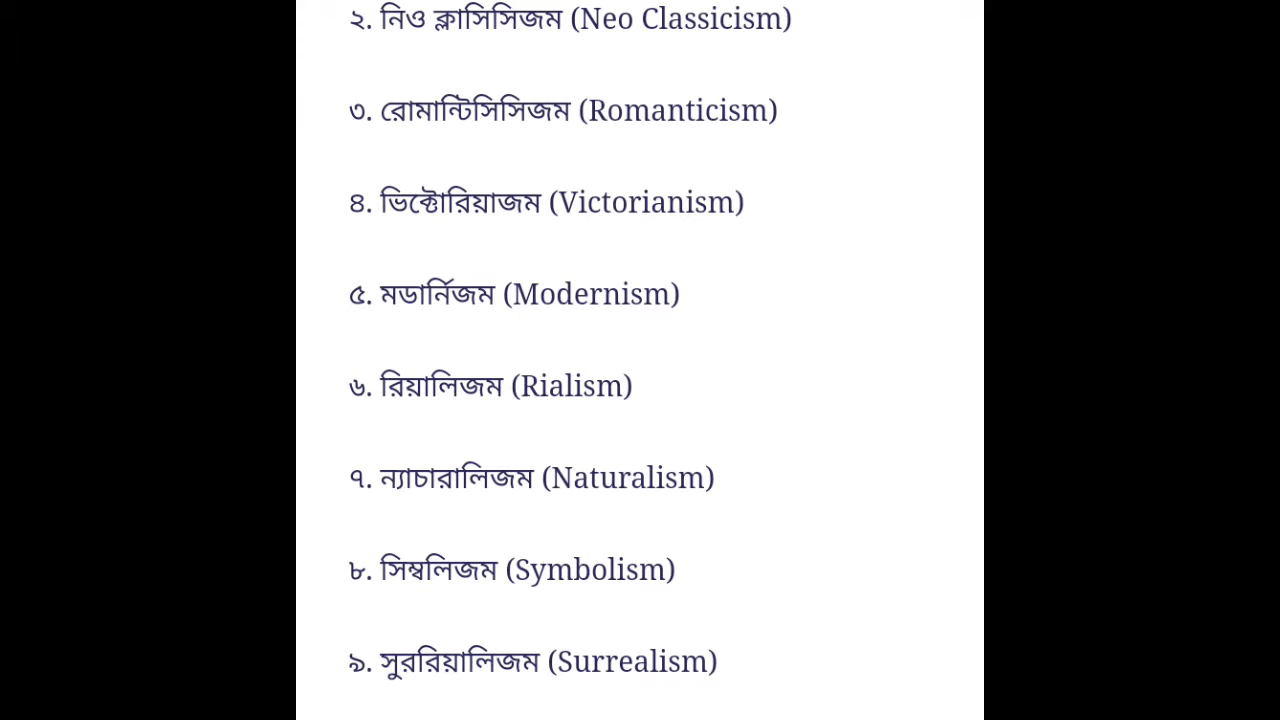 ২. নিও ক্লাসিসিজম (Neo Classicism)
৩. রোমান্টিসিসিজম (Romanticism)
৪. ভিক্টোরিয়াজম (Victorianism)
৫. মডার্নিজম (Modernism)
৬. রিয়ালিজম (Rialism)
৭. ন্যাচারালিজম (Naturalism)
৮. সিম্বলিজম (Symbolism)
৯. সুররিয়ালিজম (Surrealism)